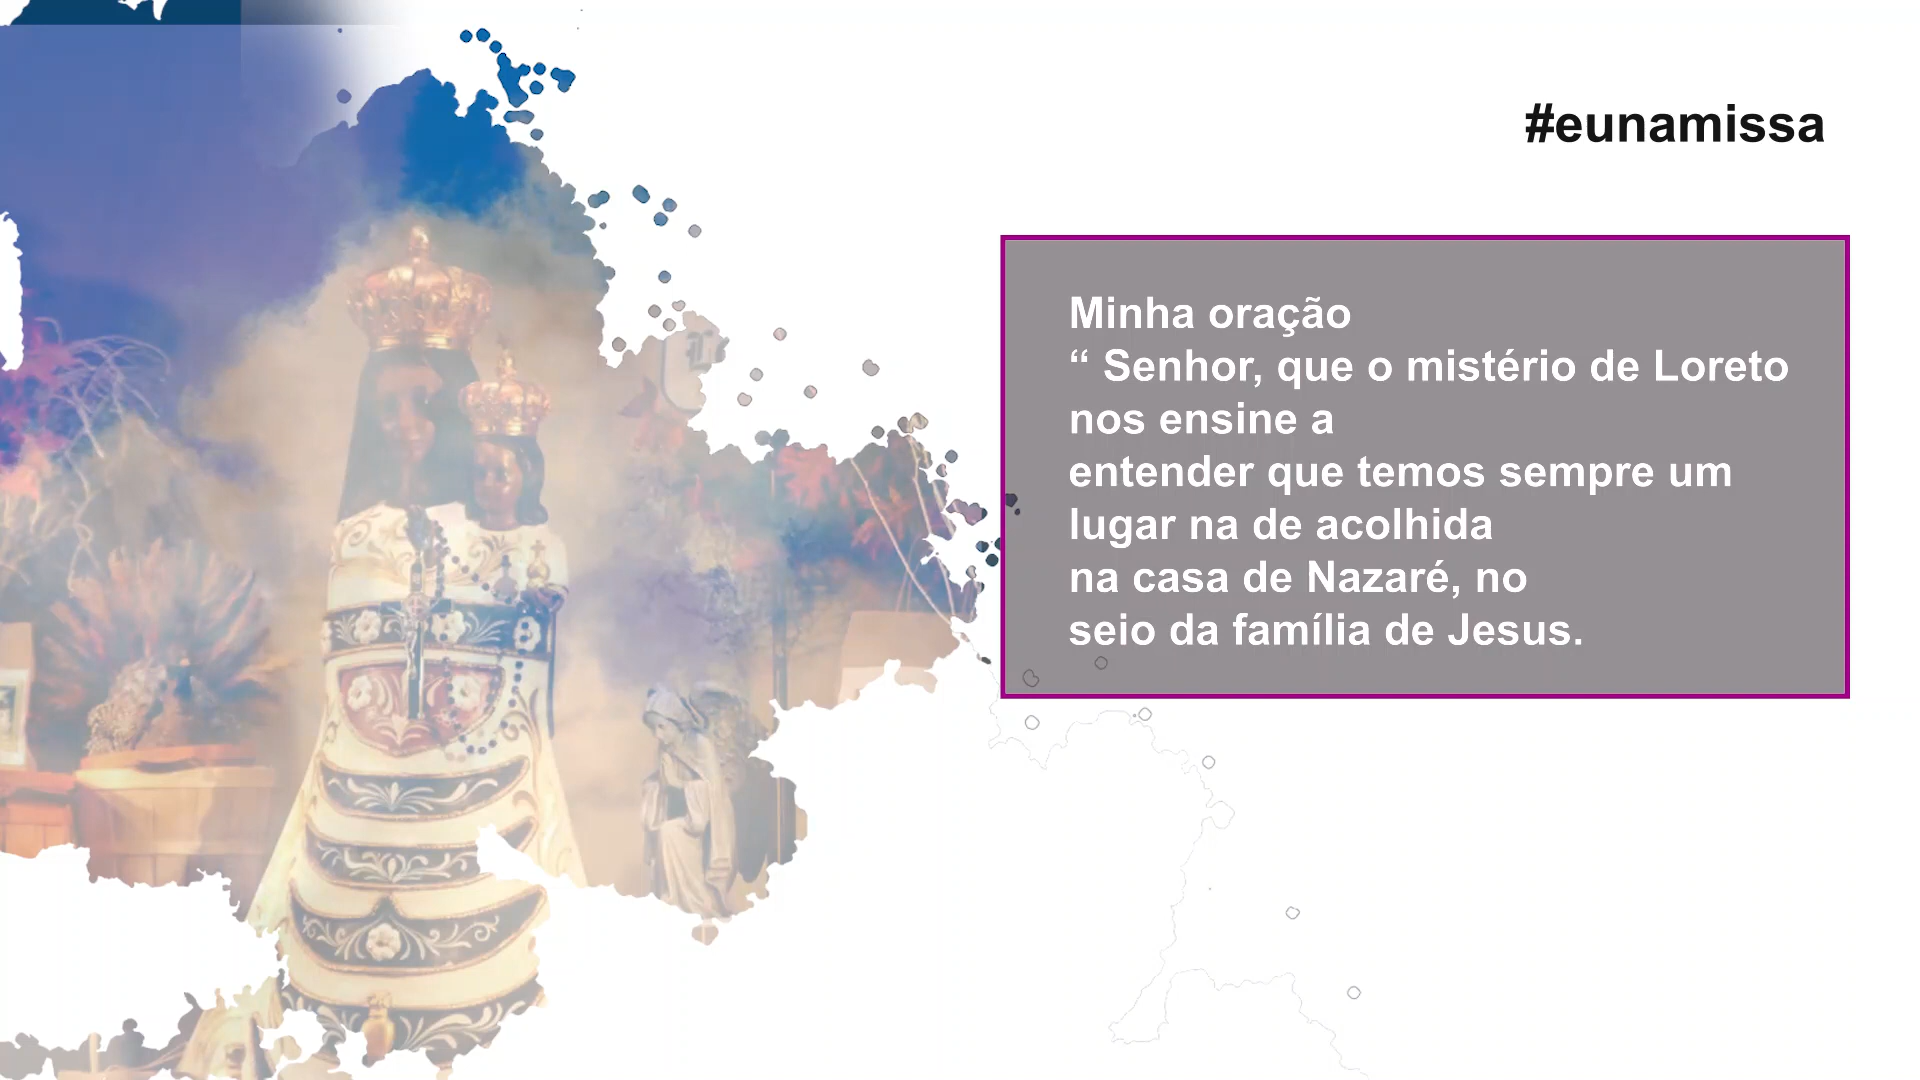 #eunamissa
Minha oração
“ Senhor, que o mistério de Loreto
nos ensine a
entender que temos sempre um
lugar na de acolhida
na casa de Nazaré, no
seio da família de Jesus.